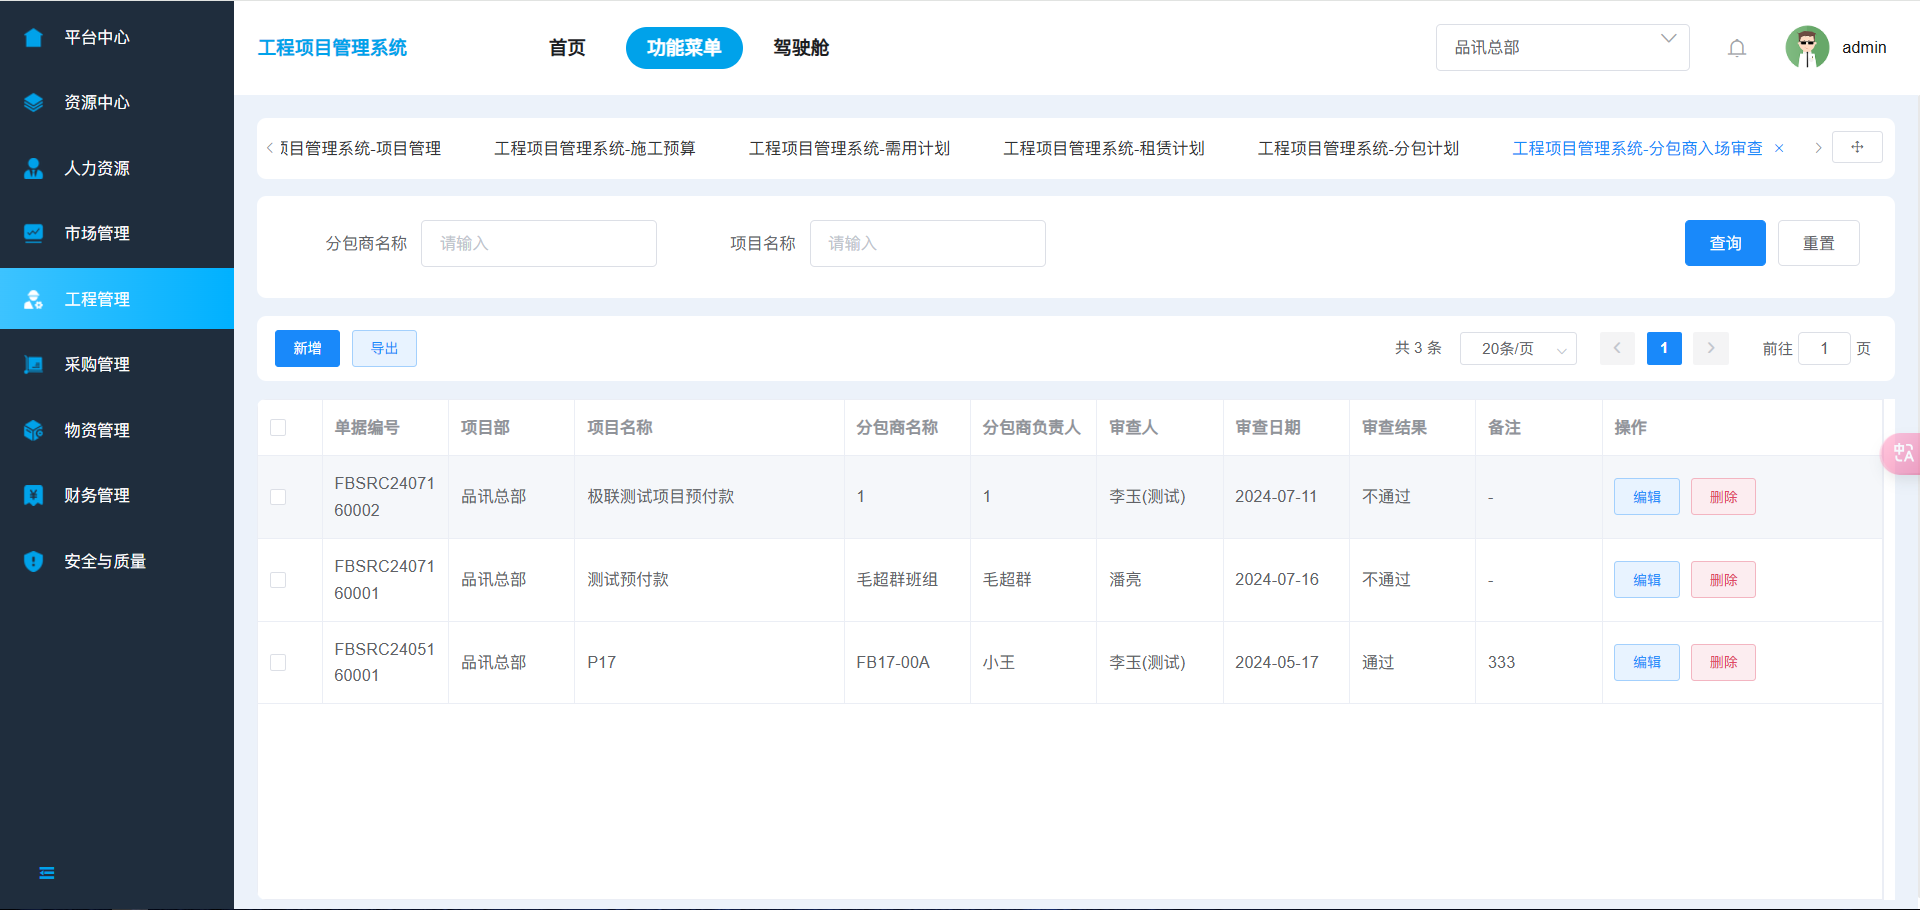 平台中心
资源中心
人力资源
市场管理
工程管理
采购管理
物资管理
财务管理
安全与质量
工程项目管理系统
首页
功能菜单
驾驶舱
品讯总部
admin
项目管理系统-项目管理
工程项目管理系统-施工预算
工程项目管理系统-需用计划
工程项目管理系统-租赁计划
工程项目管理系统-分包计划
工程项目管理系统-分包商入场审查
分包商名称 请输入
项目名称 请输入
查询
重置
新增
导出
共 3 条
20条/页
1
前往 1 页
单据编号 项目部 项目名称 分包商名称 分包商负责人 审查人 审查日期 审查结果 备注 操作
FBSRC24071
60002
品讯总部 极联测试项目预付款 1 1 李玉(测试) 2024-07-11 不通过 - 编辑 删除
FBSRC24071
60001
品讯总部 测试预付款 毛超群班组 毛超群 潘亮 2024-07-16 不通过 - 编辑 删除
FBSRC24051
60001
品讯总部 P17 FB17-00A 小王 李玉(测试) 2024-05-17 通过 333 编辑 删除
中A